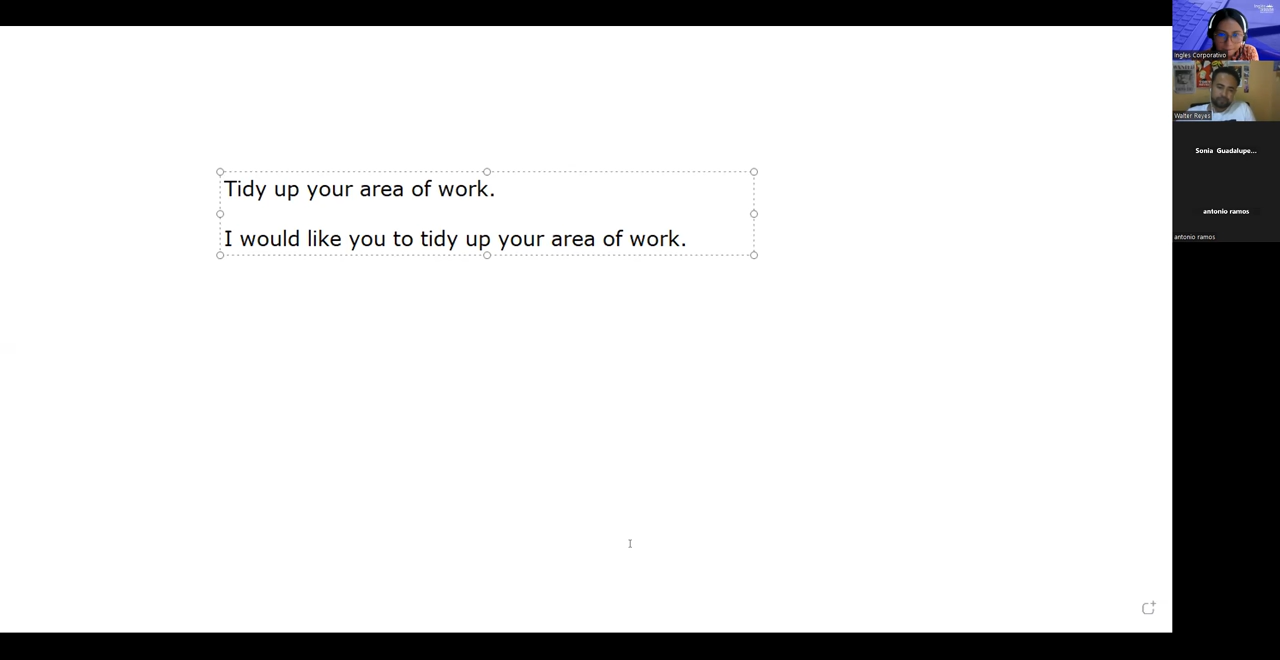 Tidy up your area of work.
I would like you to tidy up your area of work.
Ingles Corporativo
Walter Reyes
Sonia Guadalupe...
antonio ramos
antonio ramos